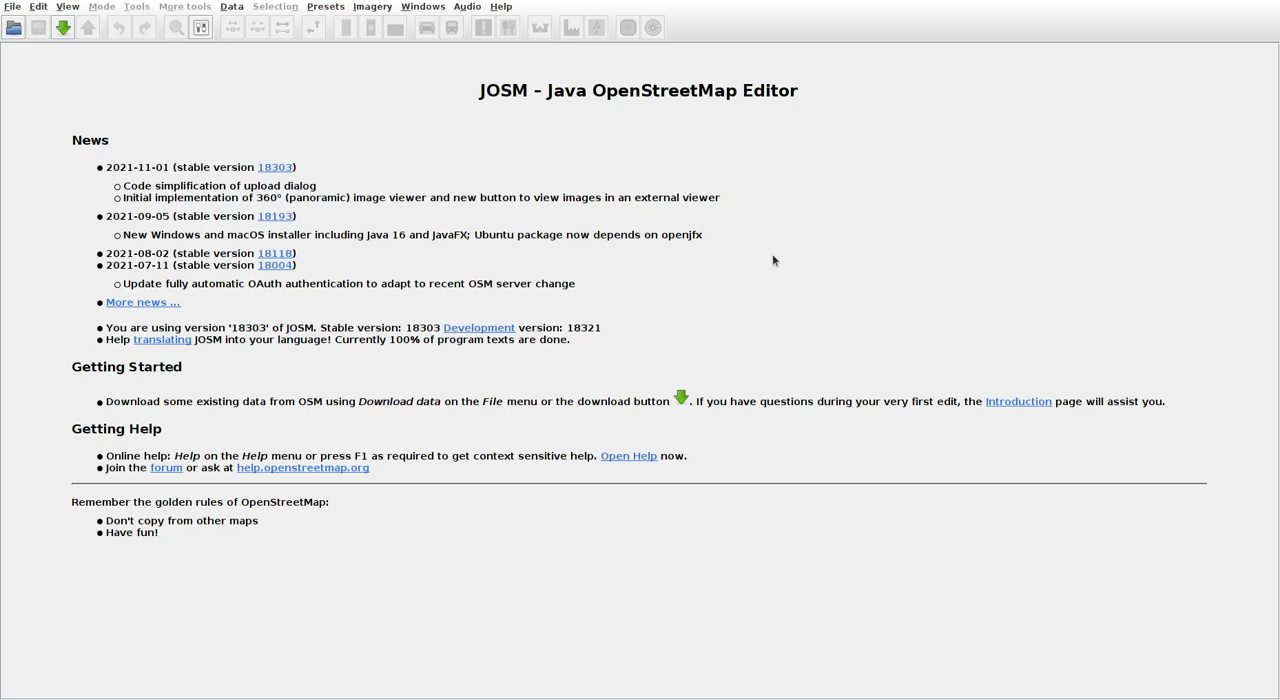 File Edit View Mode Tools More tools Data Selection Presets Imagery Windows Audio Help
JOSM – Java OpenStreetMap Editor
News
2021-11-01 (stable version 18303)
Code simplification of upload dialog
Initial implementation of 360° (panoramic) image viewer and new button to view images in an external viewer
2021-09-05 (stable version 18193)
New Windows and macOS installer including Java 16 and JavaFX; Ubuntu package now depends on openjfx
2021-08-02 (stable version 18118)
2021-07-11 (stable version 18004)
Update fully automatic OAuth authentication to adapt to recent OSM server change
More news ...
You are using version '18303' of JOSM. Stable version: 18303 Development version: 18321
Help translating JOSM into your language! Currently 100% of program texts are done.
Getting Started
Download some existing data from OSM using Download data on the File menu or the download button . If you have questions during your very first edit, the Introduction page will assist you.
Getting Help
Online help: Help on the Help menu or press F1 as required to get context sensitive help. Open Help now.
Join the forum or ask at help.openstreetmap.org
Remember the golden rules of OpenStreetMap:
Don't copy from other maps
Have fun!